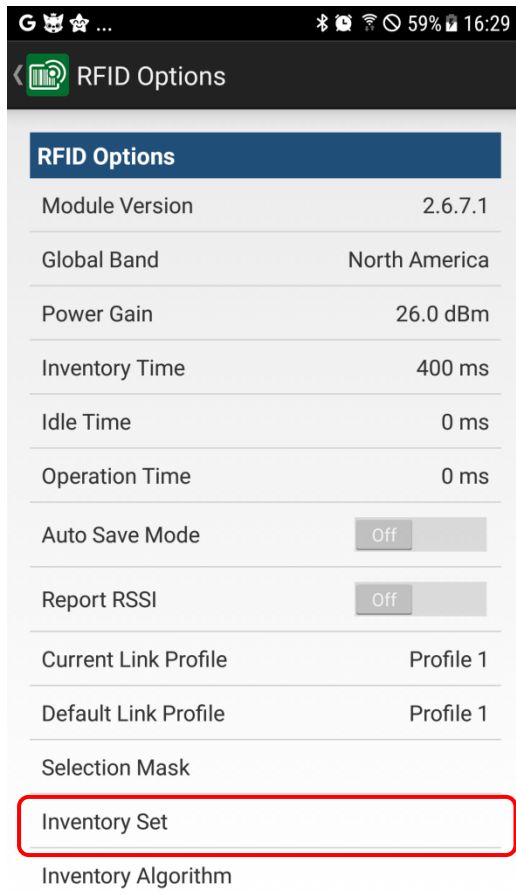 G ... 59% 16:29
RFID Options
RFID Options
Module Version 2.6.7.1
Global Band North America
Power Gain 26.0 dBm
Inventory Time 400 ms
Idle Time 0 ms
Operation Time 0 ms
Auto Save Mode Off
Report RSSI Off
Current Link Profile Profile 1
Default Link Profile Profile 1
Selection Mask
Inventory Set
Inventory Algorithm